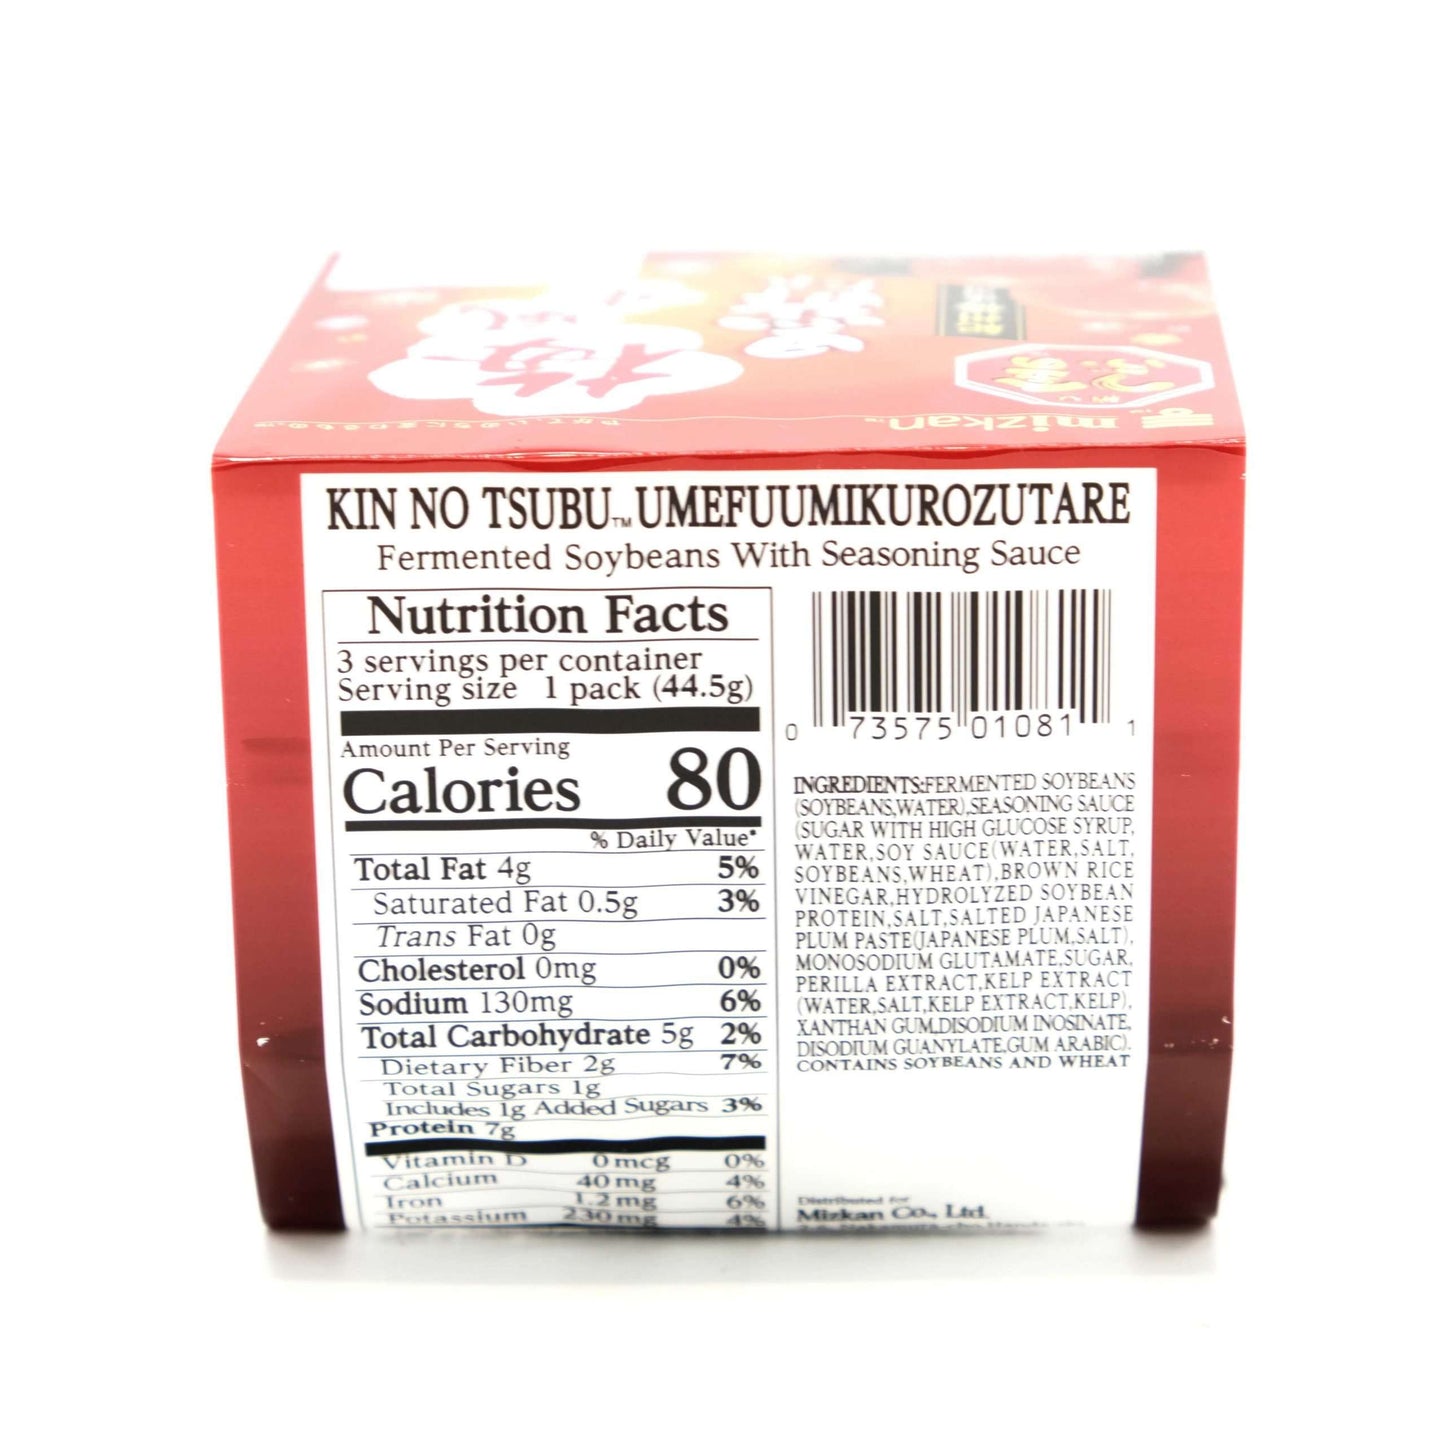 梅
mizkan
KIN NO TSUBU™ UMEFUUMIKUROZUTARE
Fermented Soybeans With Seasoning Sauce
Nutrition Facts
3 servings per container
Serving size 1 pack (44.5g)
Amount Per Serving
Calories 80
% Daily Value*
Total Fat 4g 5%
Saturated Fat 0.5g 3%
Trans Fat 0g
Cholesterol 0mg 0%
Sodium 130mg 6%
Total Carbohydrate 5g 2%
Dietary Fiber 2g 7%
Total Sugars 1g
Includes 1g Added Sugars 3%
Protein 7g
Vitamin D 0mcg 0%
Calcium 40mg 4%
Iron 1.2mg 6%
Potassium 230mg 4%
0 73575 01081 1
INGREDIENTS:FERMENTED SOYBEANS
(SOYBEANS,WATER),SEASONING SAUCE
(SUGAR WITH HIGH GLUCOSE SYRUP,
WATER,SOY SAUCE(WATER,SALT,
SOYBEANS,WHEAT),BROWN RICE
VINEGAR,HYDROLYZED SOYBEAN
PROTEIN,SALT,SALTED JAPANESE
PLUM PASTE(JAPANESE PLUM,SALT),
MONOSODIUM GLUTAMATE,SUGAR,
PERILLA EXTRACT,KELP EXTRACT
(WATER,SALT,KELP EXTRACT,KELP),
XANTHAN GUM,DISODIUM INOSINATE,
DISODIUM GUANYLATE,GUM ARABIC).
CONTAINS SOYBEANS AND WHEAT
Distributed for
Mizkan Co., Ltd.